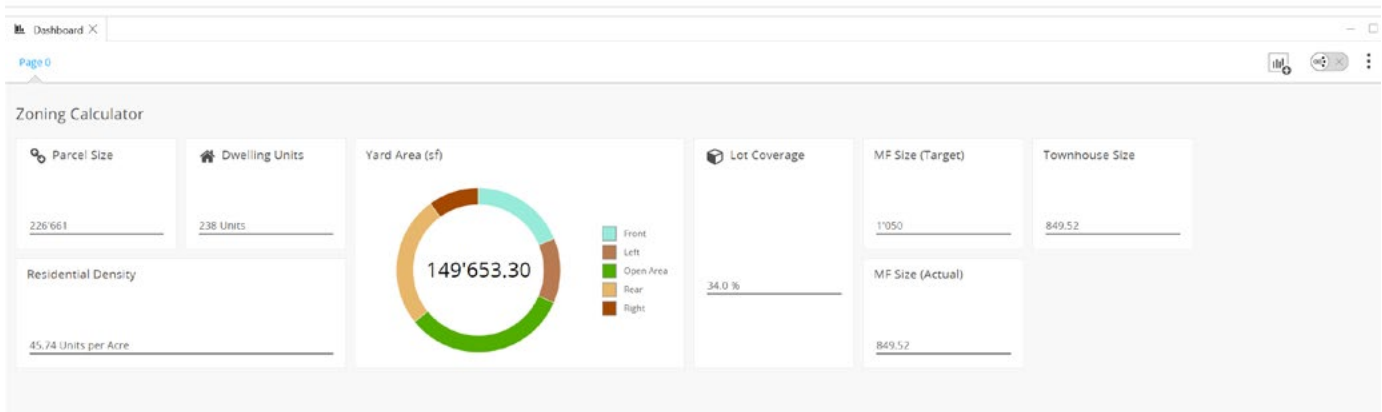 Dashboard
Page 0
Zoning Calculator
Parcel Size
226'661
Dwelling Units
238 Units
Residential Density
45.74 Units per Acre
Yard Area (sf)
149'653.30
Front
Left
Open Area
Rear
Right
Lot Coverage
34.0 %
MF Size (Target)
1'050
MF Size (Actual)
849.52
Townhouse Size
849.52